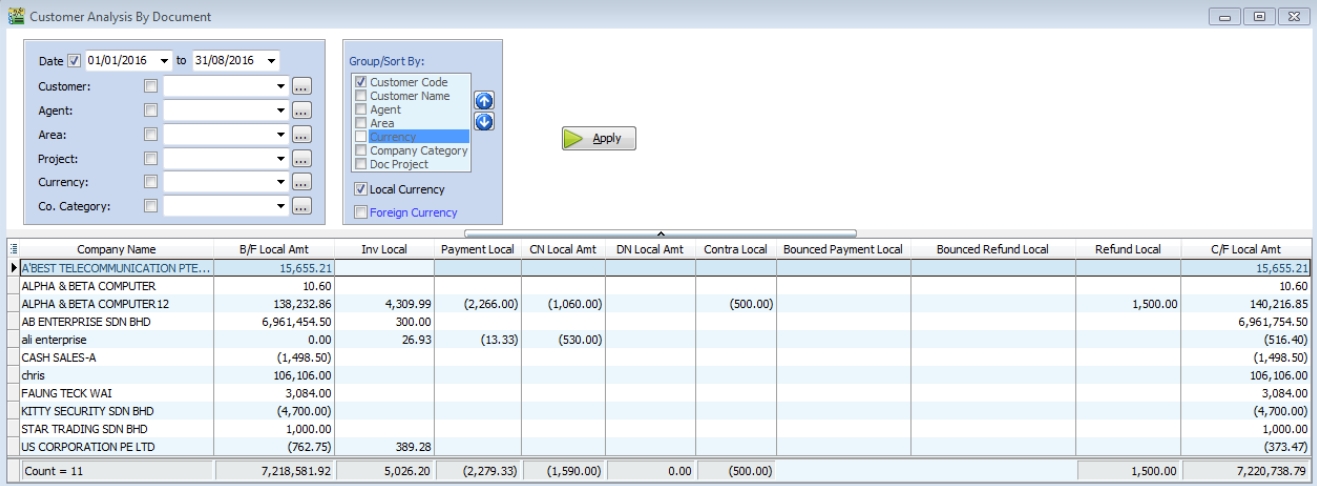 Customer Analysis By Document
Date 01/01/2016 to 31/08/2016
Customer: ...
Agent: ...
Area: ...
Project: ...
Currency: ...
Co. Category: ...
Group/Sort By:
Customer Code
Customer Name
Agent
Area
Currency
Company Category
Doc Project
Local Currency
Foreign Currency
Apply
Company Name B/F Local Amt Inv Local Payment Local CN Local Amt DN Local Amt Contra Local Bounced Payment Local Bounced Refund Local Refund Local C/F Local Amt
A'BEST TELECOMMUNICATION PTE... 15,655.21 15,655.21
ALPHA & BETA COMPUTER 10.60 10.60
ALPHA & BETA COMPUTER12 138,232.86 4,309.99 (2,266.00) (1,060.00) (500.00) 1,500.00 140,216.85
AB ENTERPRISE SDN BHD 6,961,454.50 300.00 6,961,754.50
ali enterprise 0.00 26.93 (13.33) (530.00) (516.40)
CASH SALES-A (1,498.50) (1,498.50)
chris 106,106.00 106,106.00
FAUNG TECK WAI 3,084.00 3,084.00
KITTY SECURITY SDN BHD (4,700.00) (4,700.00)
STAR TRADING SDN BHD 1,000.00 1,000.00
US CORPORATION PE LTD (762.75) 389.28 (373.47)
Count = 11 7,218,581.92 5,026.20 (2,279.33) (1,590.00) 0.00 (500.00) 1,500.00 7,220,738.79